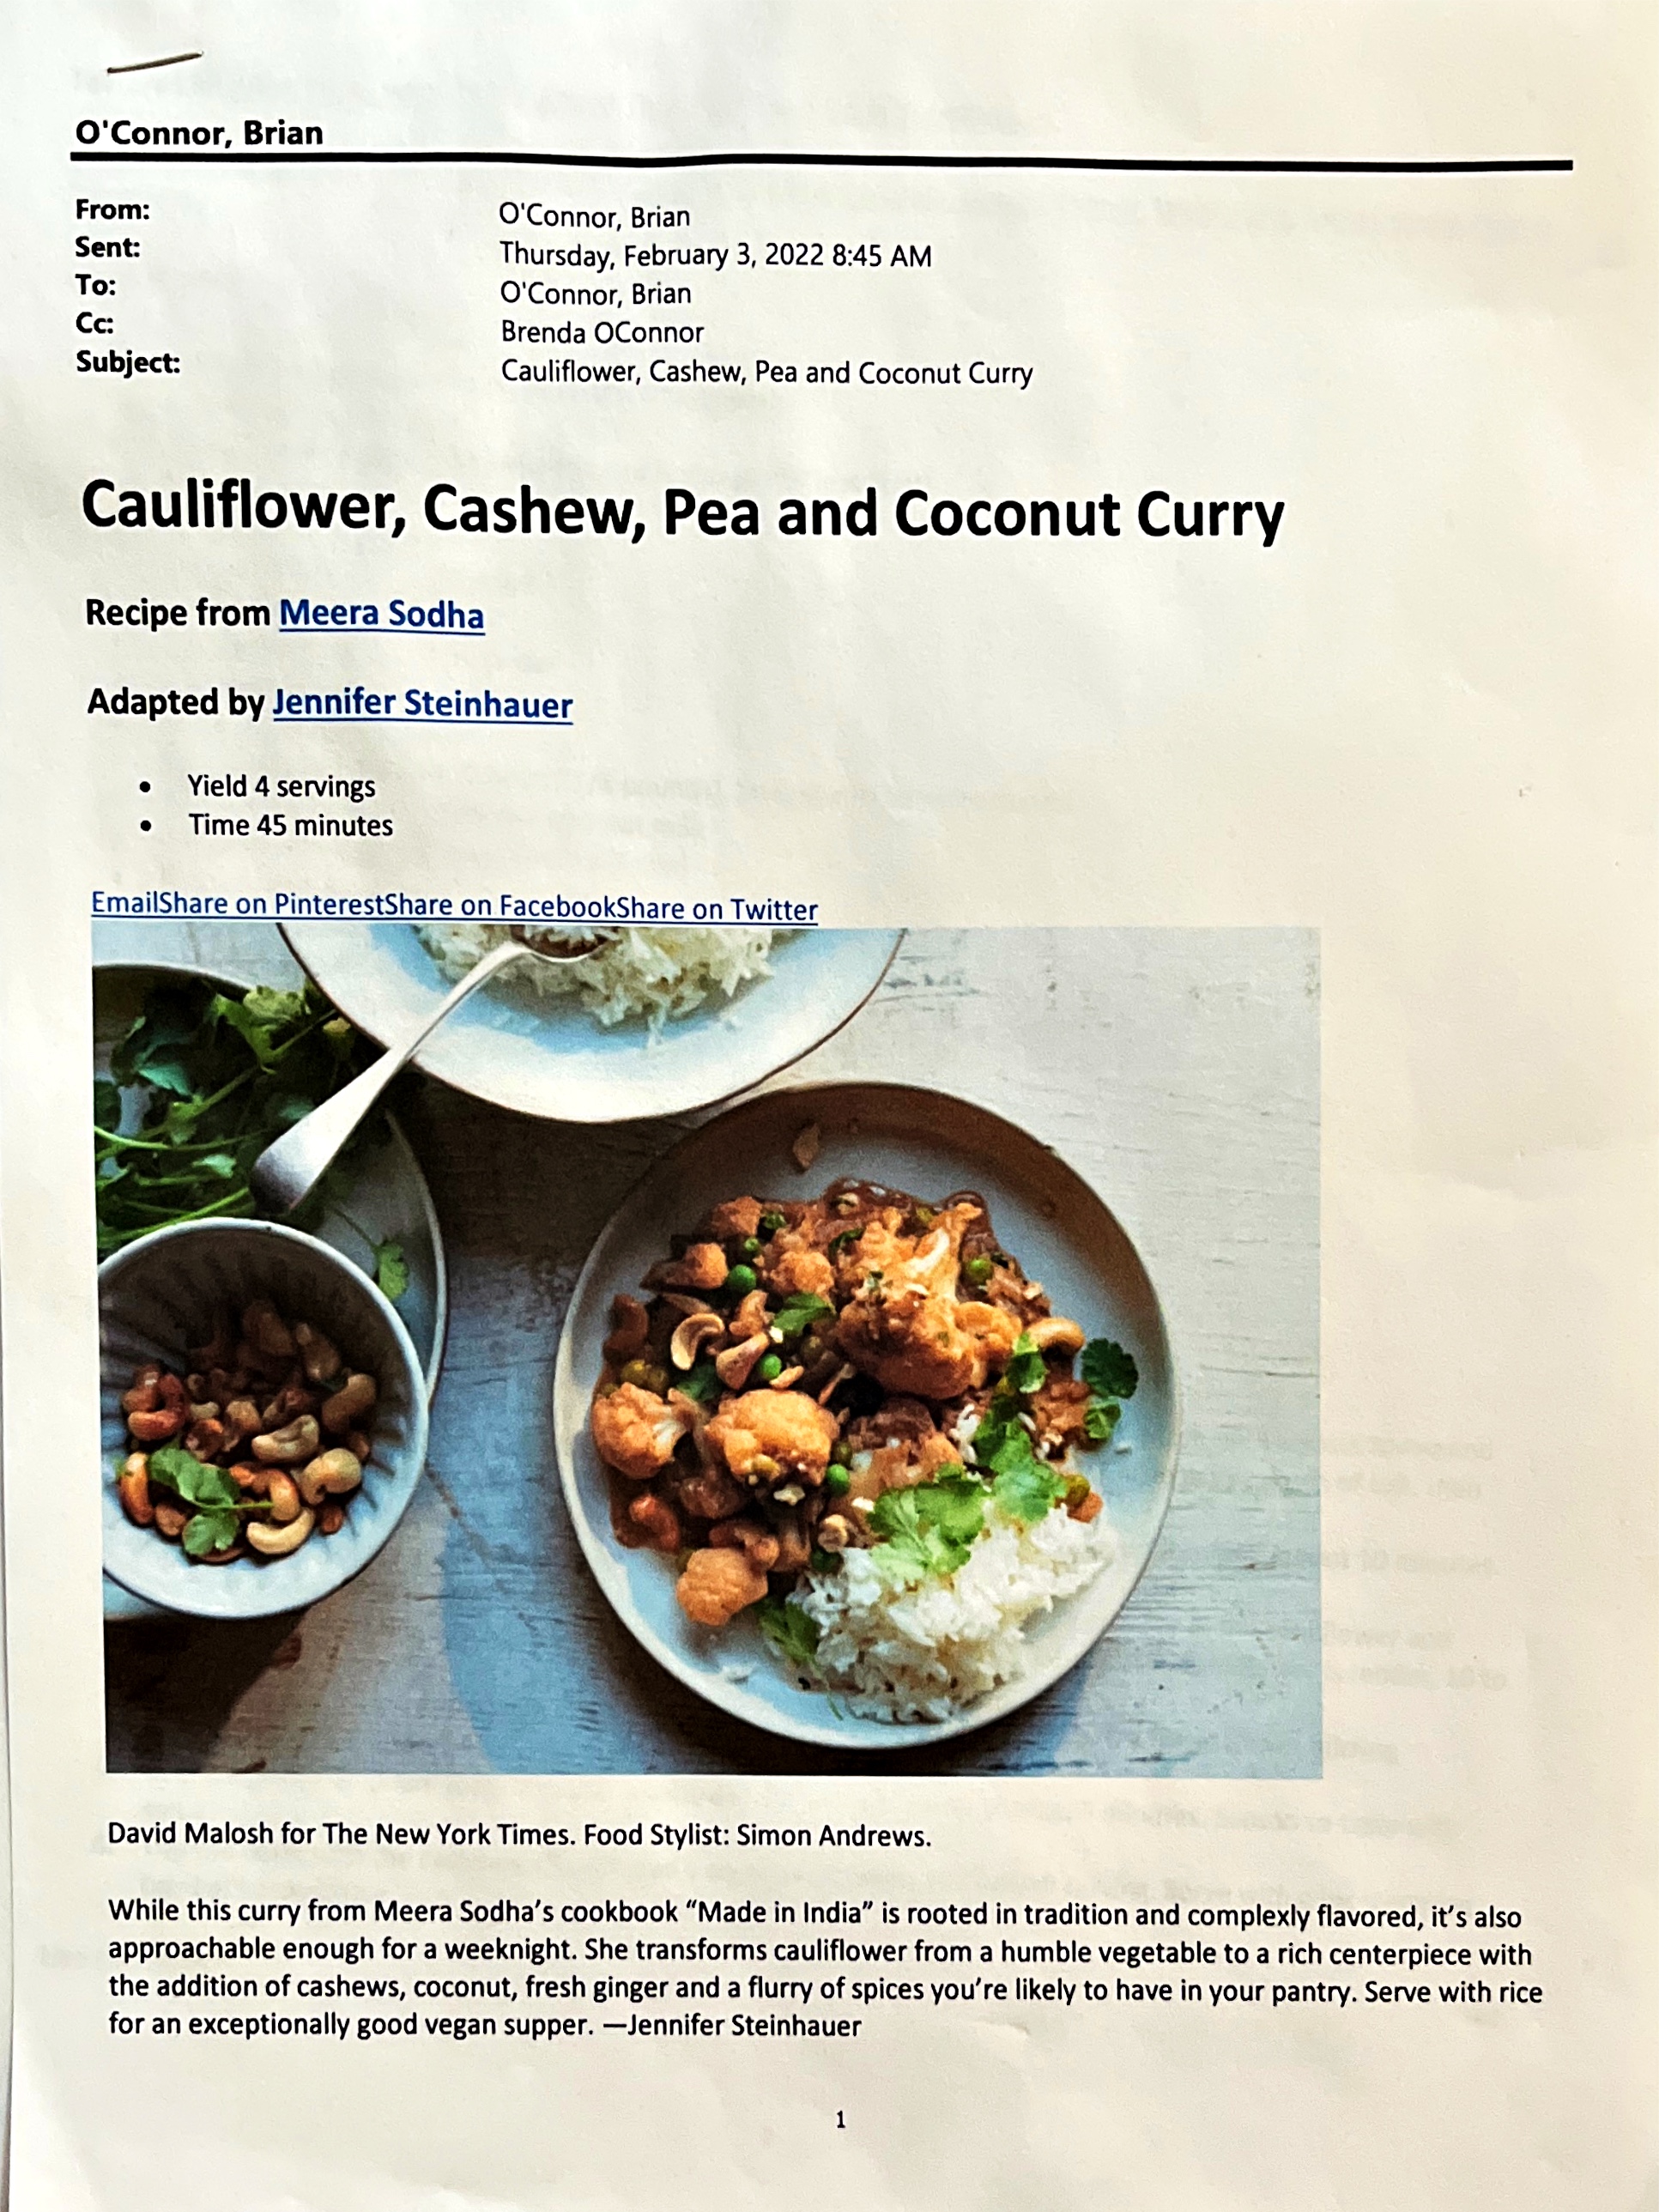 O'Connor, Brian
From: O'Connor, Brian
Sent: Thursday, February 3, 2022 8:45 AM
To: O'Connor, Brian
Cc: Brenda OConnor
Subject: Cauliflower, Cashew, Pea and Coconut Curry
Cauliflower, Cashew, Pea and Coconut Curry
Recipe from Meera Sodha
Adapted by Jennifer Steinhauer
• Yield 4 servings
• Time 45 minutes
EmailShare on PinterestShare on FacebookShare on Twitter
David Malosh for The New York Times. Food Stylist: Simon Andrews.
While this curry from Meera Sodha’s cookbook “Made in India” is rooted in tradition and complexly flavored, it’s also
approachable enough for a weeknight. She transforms cauliflower from a humble vegetable to a rich centerpiece with
the addition of cashews, coconut, fresh ginger and a flurry of spices you’re likely to have in your pantry. Serve with rice
for an exceptionally good vegan supper. —Jennifer Steinhauer
1